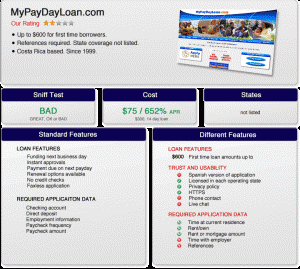 MyPayDayLoan.com
Our Rating
Up to $600 for first time borrowers.
References required. State coverage not listed.
Costa Rica based. Since 1999.
MyPayDayLoan.com
Sniff Test
BAD
GREAT, OK or BAD
Cost
$75 / 652% APR
$300, 14 day loan
States
not listed
Standard Features
LOAN FEATURES
Funding next business day
Instant approvals
Payment due on next payday
Renewal options available
No credit checks
Faxless application
REQUIRED APPLICATON DATA
Checking account
Direct deposit
Employment information
Paycheck frequency
Paycheck amount
Different Features
LOAN FEATURES
$600 First time loan amounts up to
TRUST AND USABILITY
Spanish version of application
Licensed in each operating state
Privacy policy
HTTPS
Phone contact
Live chat
REQUIRED APPLICATION DATA
Time at current residence
Rent/own
Rent or mortgage amount
Time with employer
References